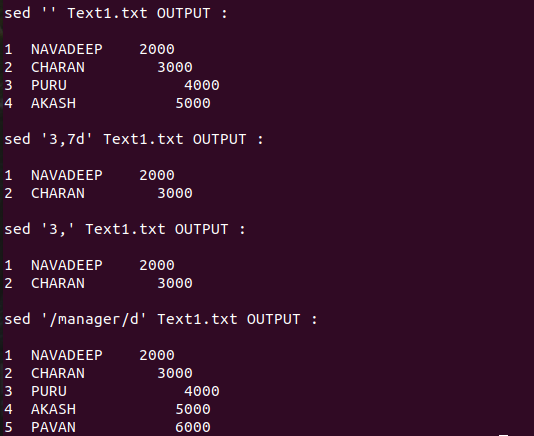 sed '' Text1.txt OUTPUT :
1  NAVADEEP    2000
2  CHARAN        3000
3  PURU             4000
4  AKASH           5000
sed '3,7d' Text1.txt OUTPUT :
1  NAVADEEP    2000
2  CHARAN        3000
sed '3,' Text1.txt OUTPUT :
1  NAVADEEP    2000
2  CHARAN        3000
sed '/manager/d' Text1.txt OUTPUT :
1  NAVADEEP    2000
2  CHARAN        3000
3  PURU             4000
4  AKASH           5000
5  PAVAN           6000